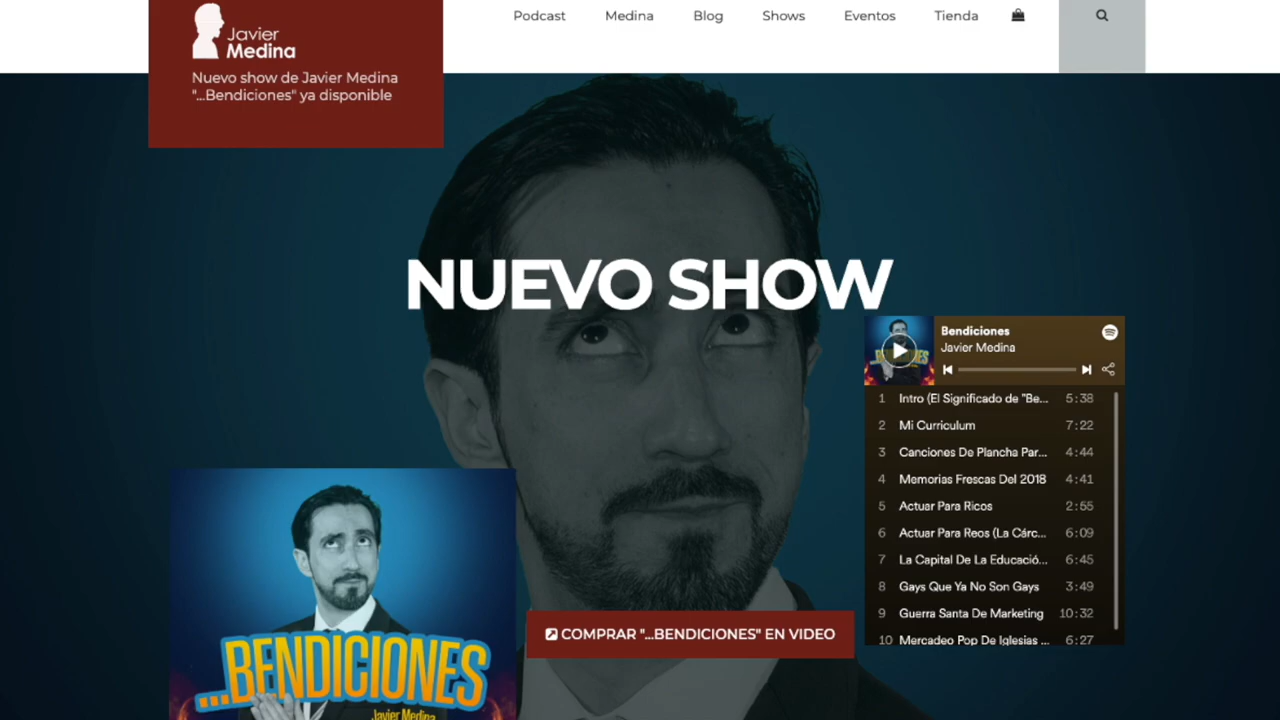 Javier
Medina
Nuevo show de Javier Medina
"...Bendiciones" ya disponible
Podcast
Medina
Blog
Shows
Eventos
Tienda
NUEVO SHOW
Bendiciones
Javier Medina
1 Intro (El Significado de "Be... 5:38
2 Mi Curriculum 7:22
3 Canciones De Plancha Par... 4:44
4 Memorias Frescas Del 2018 4:41
5 Actuar Para Ricos 2:55
6 Actuar Para Reos (La Cárc... 6:09
7 La Capital De La Educació... 6:45
8 Gays Que Ya No Son Gays 3:49
9 Guerra Santa De Marketing 10:32
10 Mercadeo Pop De Iglesias ... 6:27
COMPRAR "...BENDICIONES" EN VIDEO
...BENDICIONES
Javier Medina